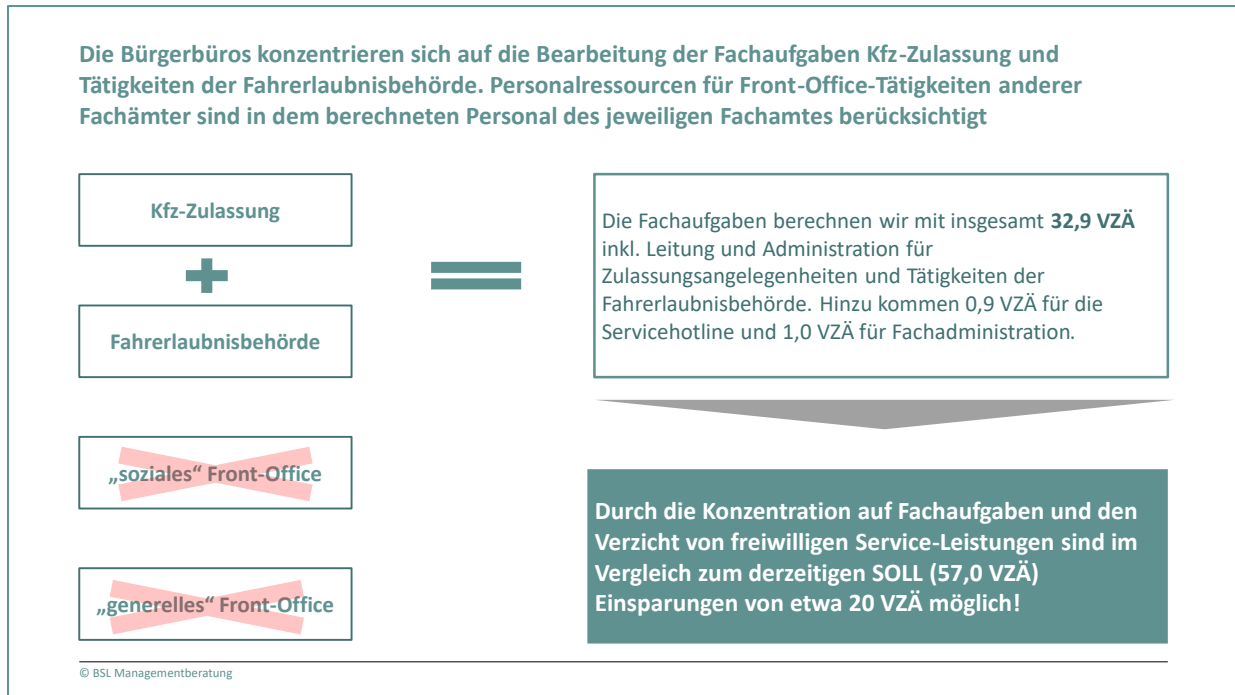 Die Bürgerbüros konzentrieren sich auf die Bearbeitung der Fachaufgaben Kfz-Zulassung und
Tätigkeiten der Fahrerlaubnisbehörde. Personalressourcen für Front-Office-Tätigkeiten anderer
Fachämter sind in dem berechneten Personal des jeweiligen Fachamtes berücksichtigt
Kfz-Zulassung
+
Fahrerlaubnisbehörde
=
„soziales“ Front-Office
„generelles“ Front-Office
Die Fachaufgaben berechnen wir mit insgesamt 32,9 VZÄ
inkl. Leitung und Administration für
Zulassungsangelegenheiten und Tätigkeiten der
Fahrerlaubnisbehörde. Hinzu kommen 0,9 VZÄ für die
Servicehotline und 1,0 VZÄ für Fachadministration.
Durch die Konzentration auf Fachaufgaben und den
Verzicht von freiwilligen Service-Leistungen sind im
Vergleich zum derzeitigen SOLL (57,0 VZÄ)
Einsparungen von etwa 20 VZÄ möglich!
© BSL Managementberatung